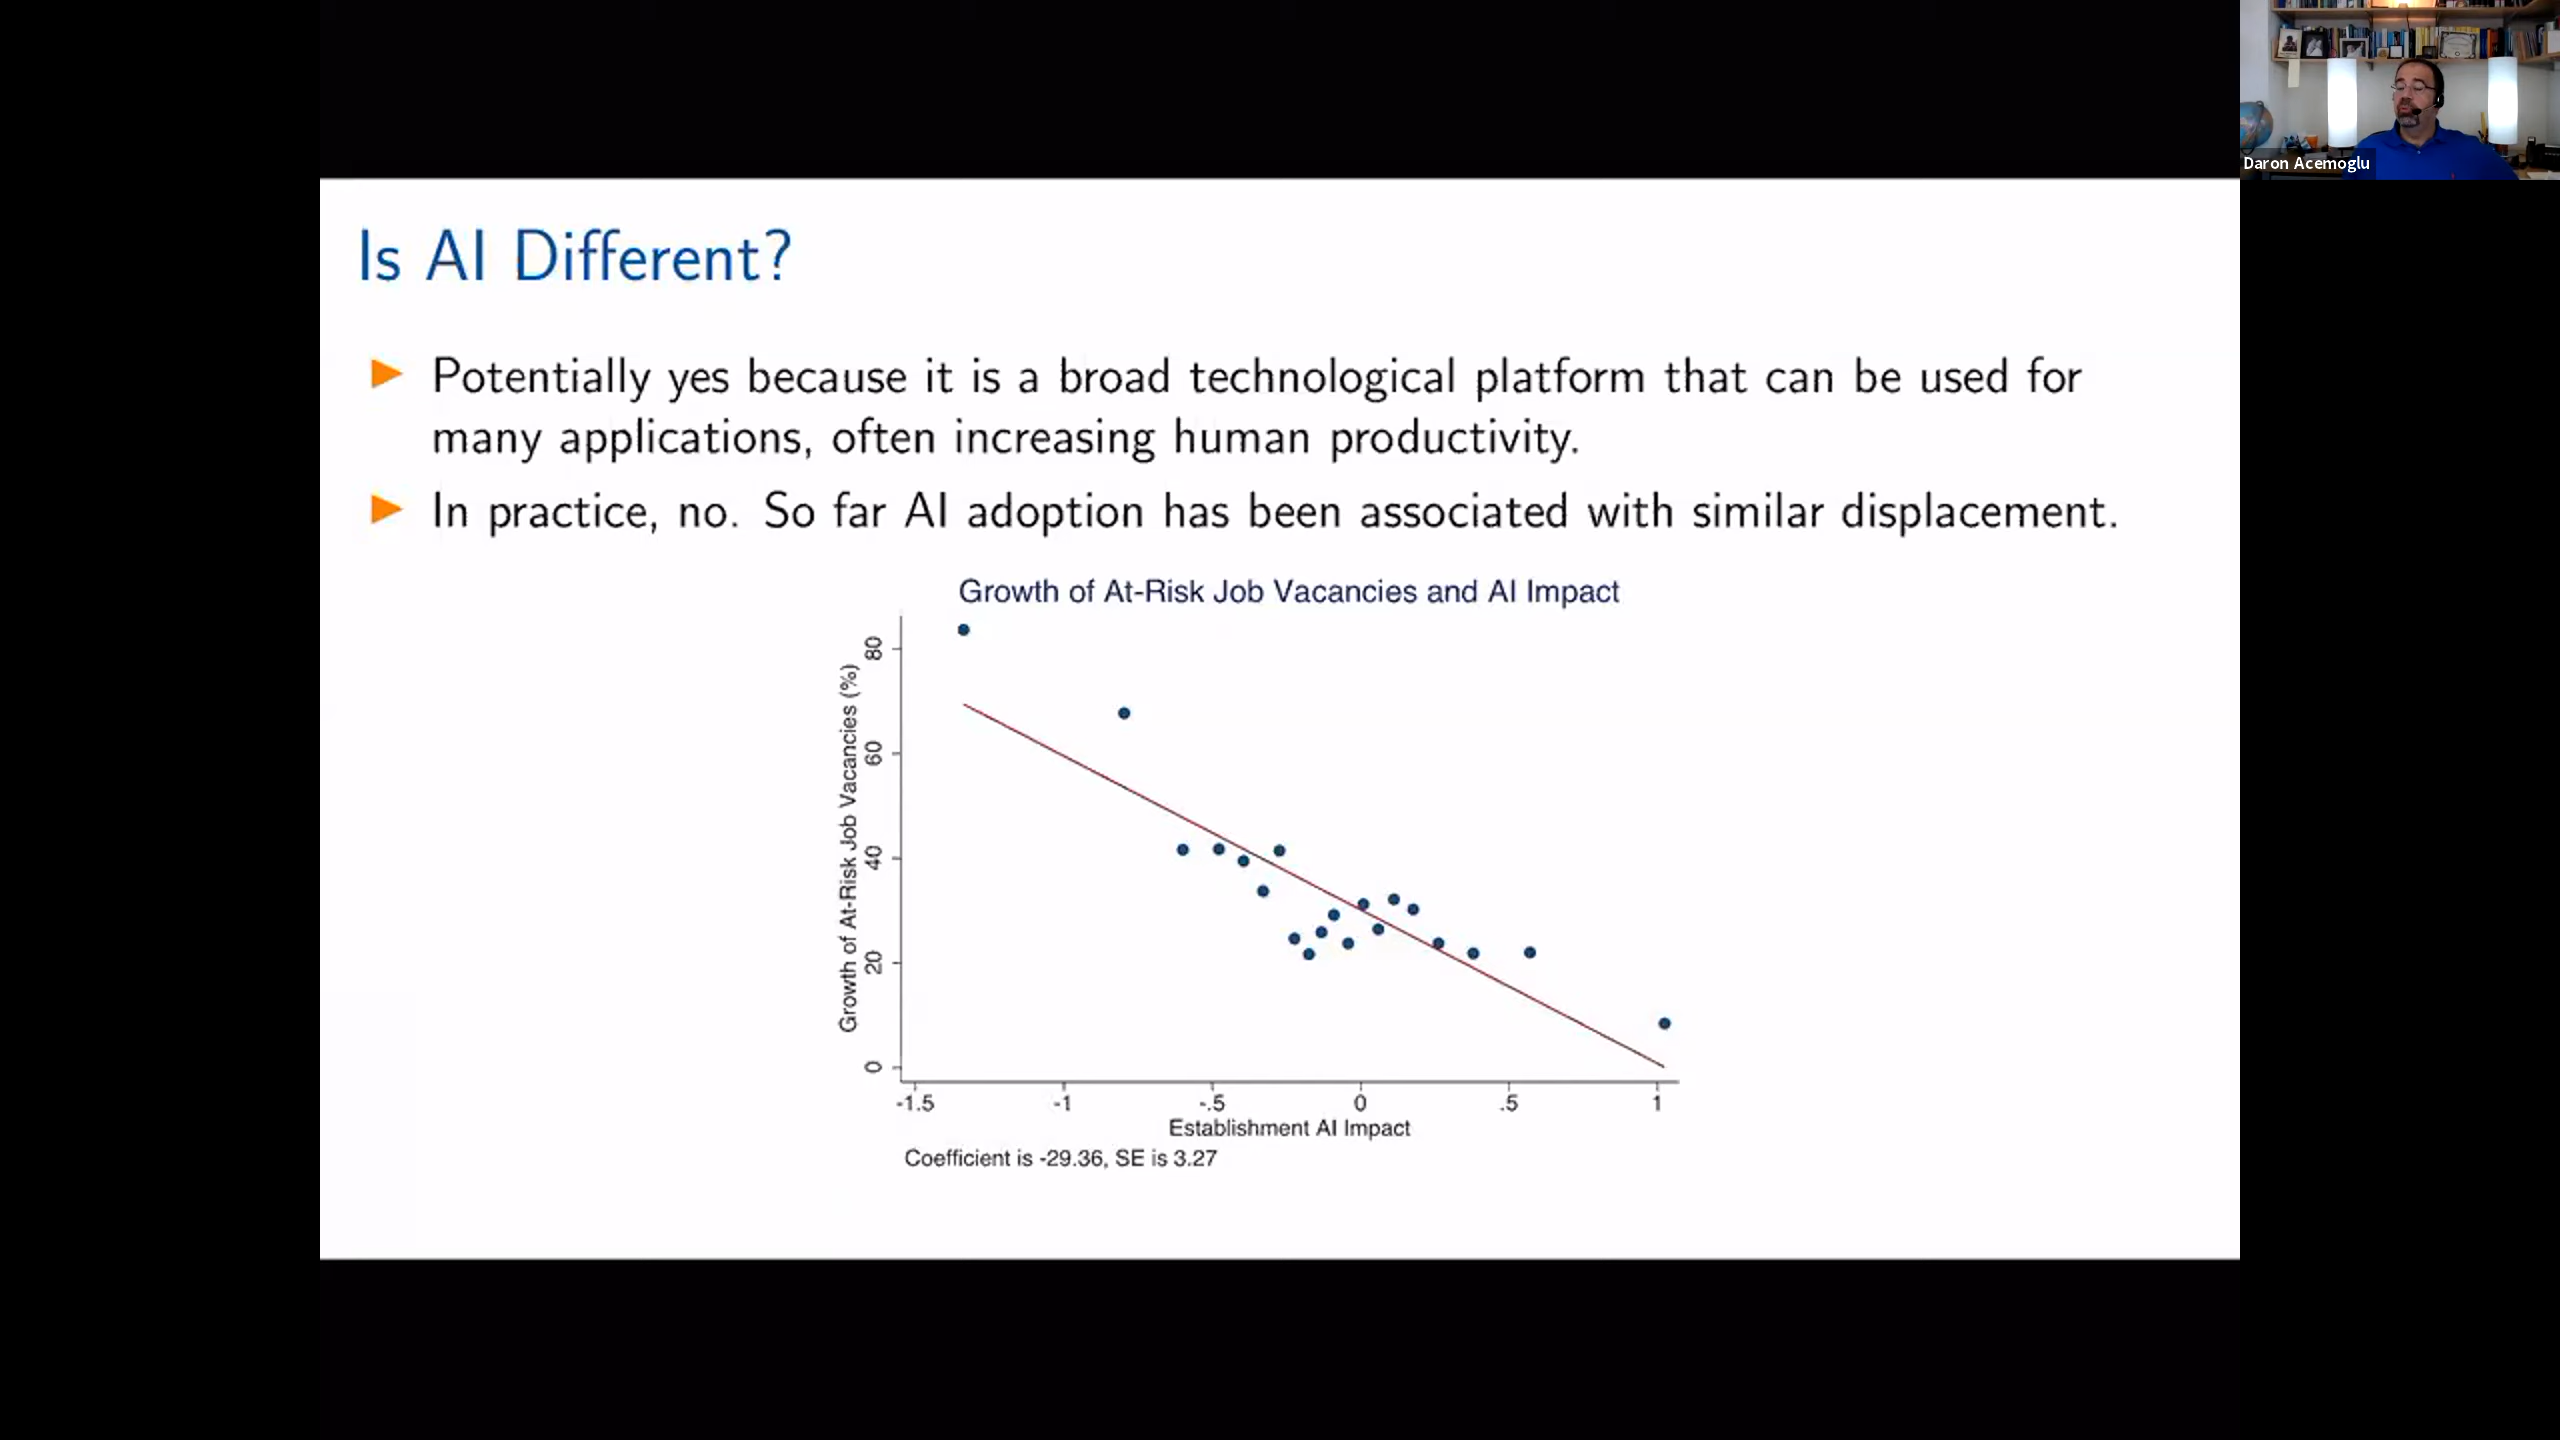 Daron Acemoglu
Is AI Different?
Potentially yes because it is a broad technological platform that can be used for
many applications, often increasing human productivity.
In practice, no. So far AI adoption has been associated with similar displacement.
Growth of At-Risk Job Vacancies and AI Impact
Growth of At-Risk Job Vacancies (%)
80
60
40
20
0
-1.5 -1 -.5 0 .5 1
Establishment AI Impact
Coefficient is -29.36, SE is 3.27